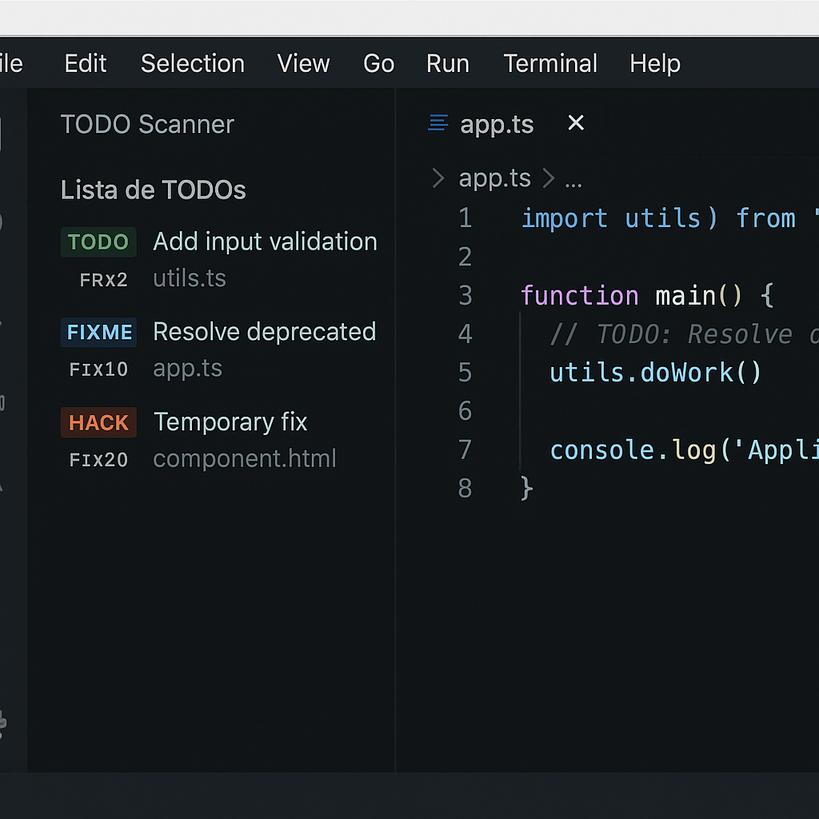 ile Edit Selection View Go Run Terminal Help
TODO Scanner
Lista de TODOs
TODO Add input validation
FRx2 utils.ts
FIXME Resolve deprecated
FIx10 app.ts
HACK Temporary fix
FIx20 component.html
app.ts ×
> app.ts > ...
1 import utils) from '
2
3 function main() {
4 // TODO: Resolve
5 utils.doWork()
6
7 console.log('Appli
8 }